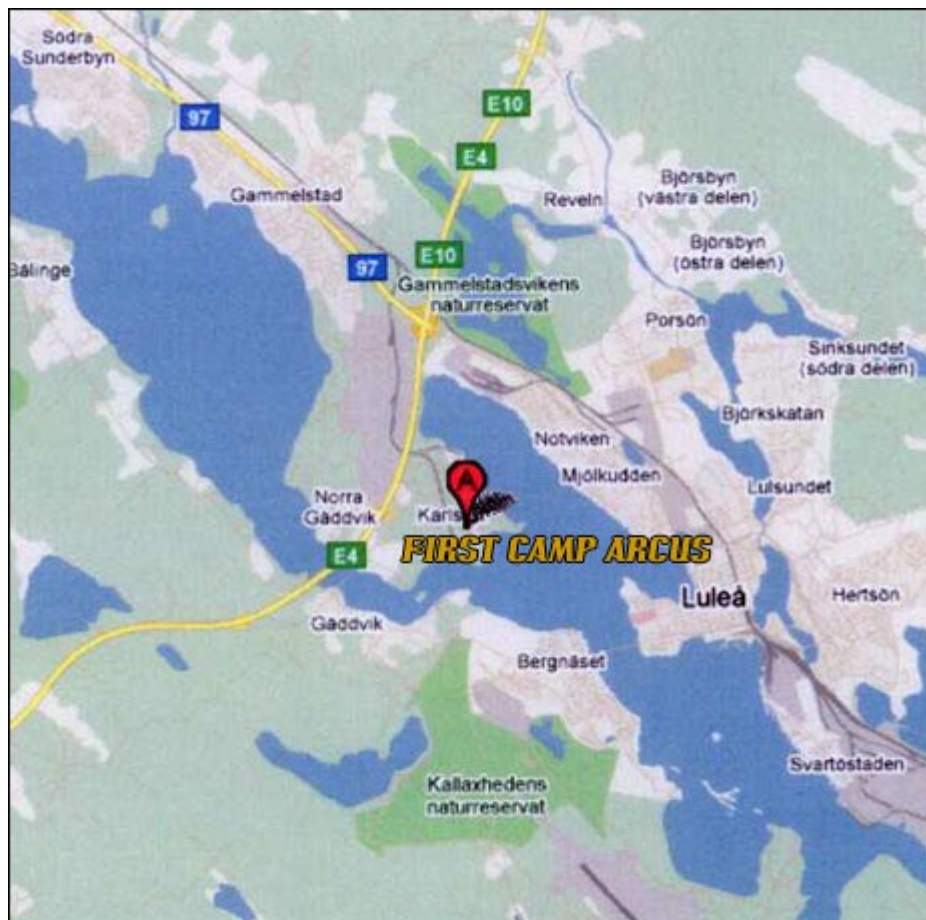 Södra
Sunderbyn
97
E10
E4
Gammelstad
Reveln
Björsbyn
(västra delen)
Björsbyn
(östra delen)
Bälinge
97
E10
Gammelstadsvikens
naturreservat
Porsön
Sinksundet
(södra delen)
Björkskatan
Notviken
Mjölkudden
Lulsundet
Norra
Gäddvik
A
FIRST CAMP ARCUS
E4
Luleå
Hertsön
Gäddvik
Bergnäset
Svartöstaden
Kallaxhedens
naturreservat